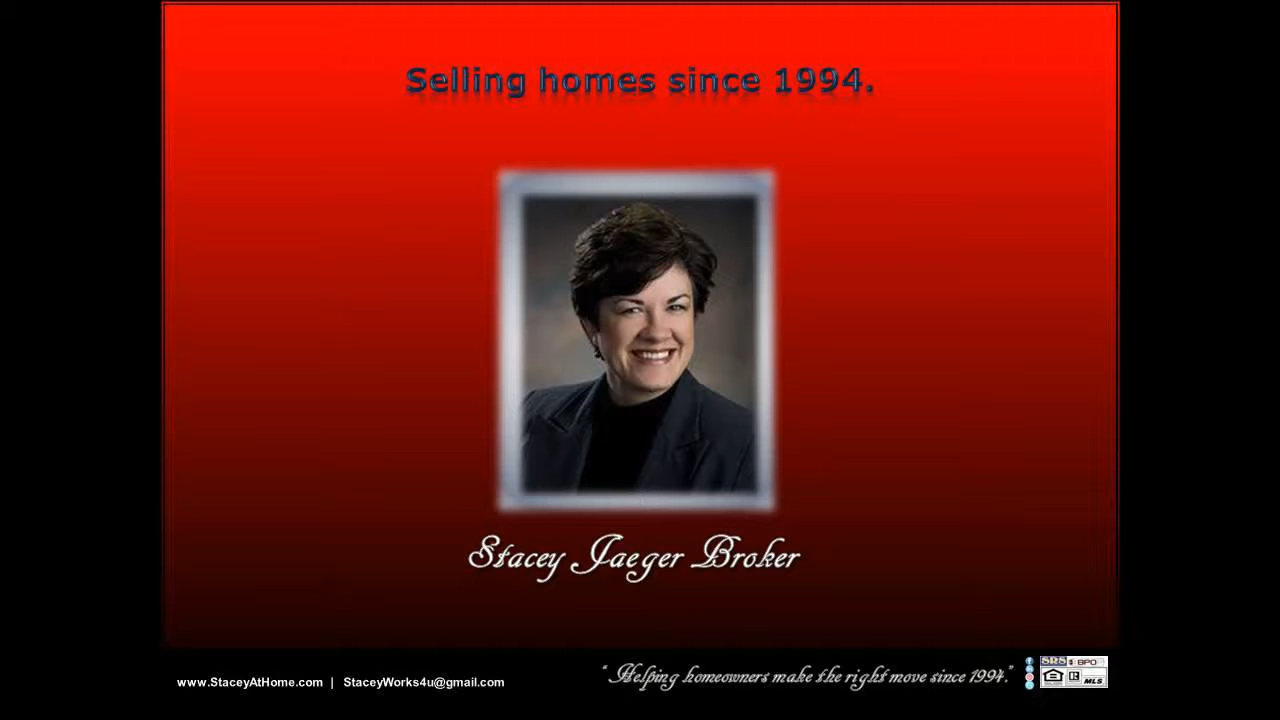 Selling homes since 1994.
Stacey Jaeger Broker
www.StaceyAtHome.com | StaceyWorks4u@gmail.com
“Helping homeowners make the right move since 1994.”
SRS BPO
R MLS